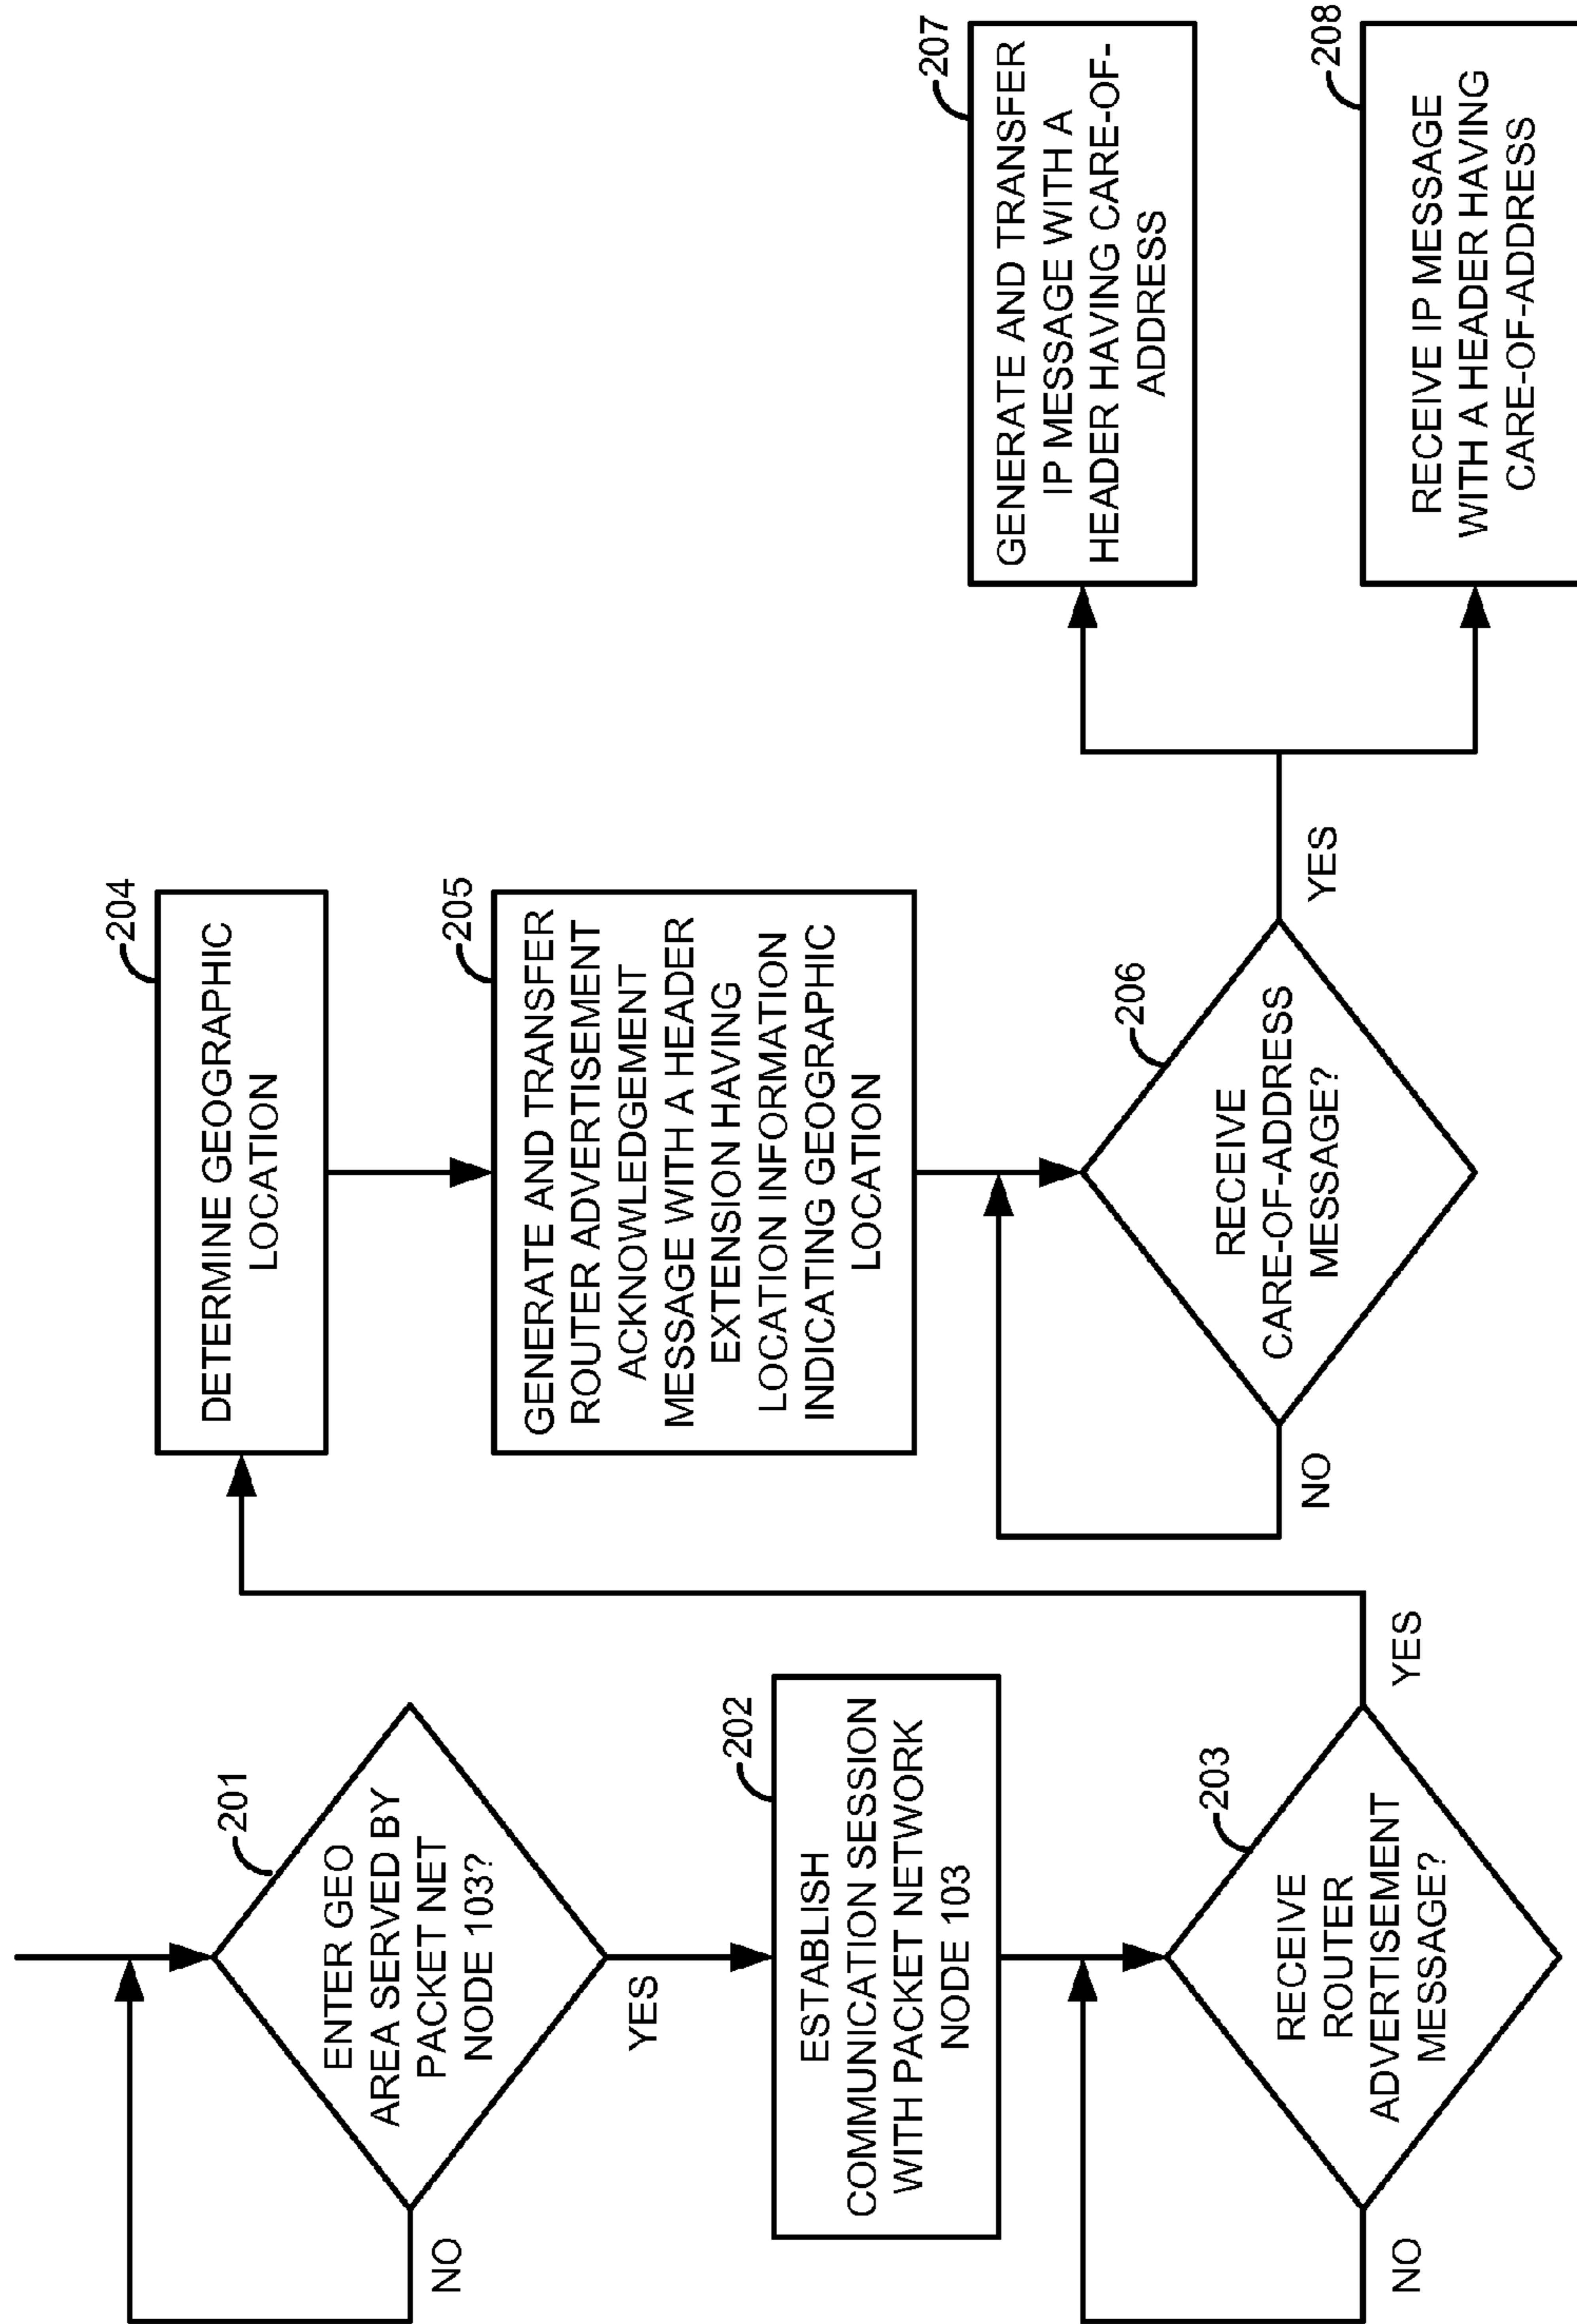 201
ENTER GEO
AREA SERVED BY
PACKET NET
NODE 103?
NO
YES
202
ESTABLISH
COMMUNICATION SESSION
WITH PACKET NETWORK
NODE 103
203
RECEIVE
ROUTER
ADVERTISEMENT
MESSAGE?
NO
YES
204
DETERMINE GEOGRAPHIC
LOCATION
205
GENERATE AND TRANSFER
ROUTER ADVERTISEMENT
ACKNOWLEDGEMENT
MESSAGE WITH A HEADER
EXTENSION HAVING
LOCATION INFORMATION
INDICATING GEOGRAPHIC
LOCATION
206
RECEIVE
CARE-OF-ADDRESS
MESSAGE?
NO
YES
207
GENERATE AND TRANSFER
IP MESSAGE WITH A
HEADER HAVING CARE-OF-
ADDRESS
208
RECEIVE IP MESSAGE
WITH A HEADER HAVING
CARE-OF-ADDRESS